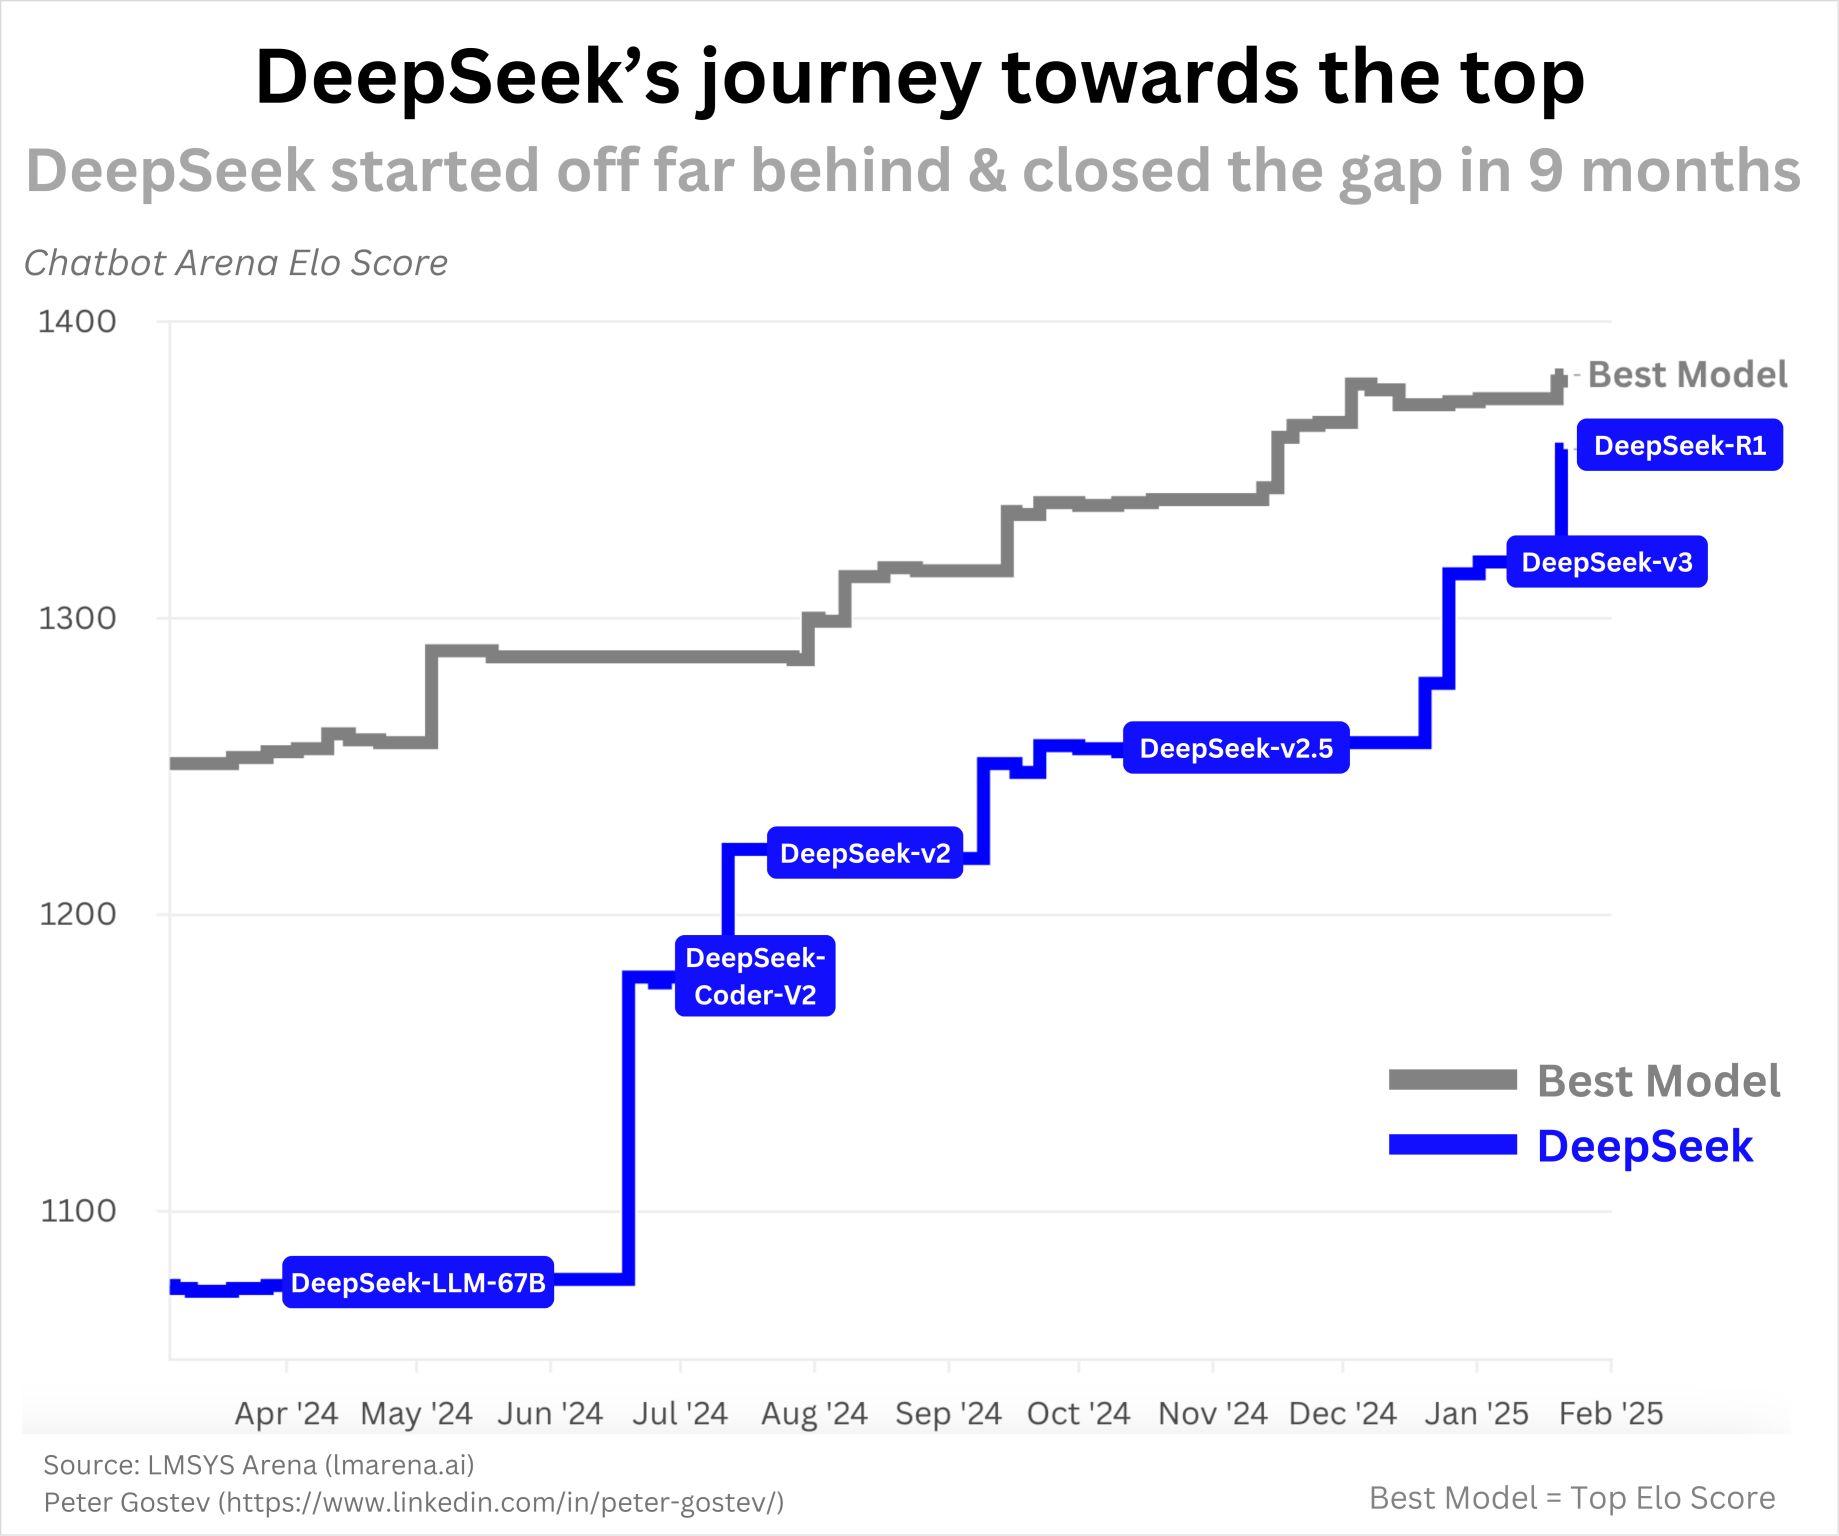 DeepSeek’s journey towards the top
DeepSeek started off far behind & closed the gap in 9 months
Chatbot Arena Elo Score
1400
Best Model
DeepSeek-R1
DeepSeek-v3
1300
DeepSeek-v2.5
DeepSeek-v2
1200
DeepSeek-
Coder-V2
Best Model
DeepSeek
1100
DeepSeek-LLM-67B
Apr '24 May '24 Jun '24 Jul '24 Aug '24 Sep '24 Oct '24 Nov '24 Dec '24 Jan '25 Feb '25
Source: LMSYS Arena (lmarena.ai)
Peter Gostev (https://www.linkedin.com/in/peter-gostev/)
Best Model = Top Elo Score